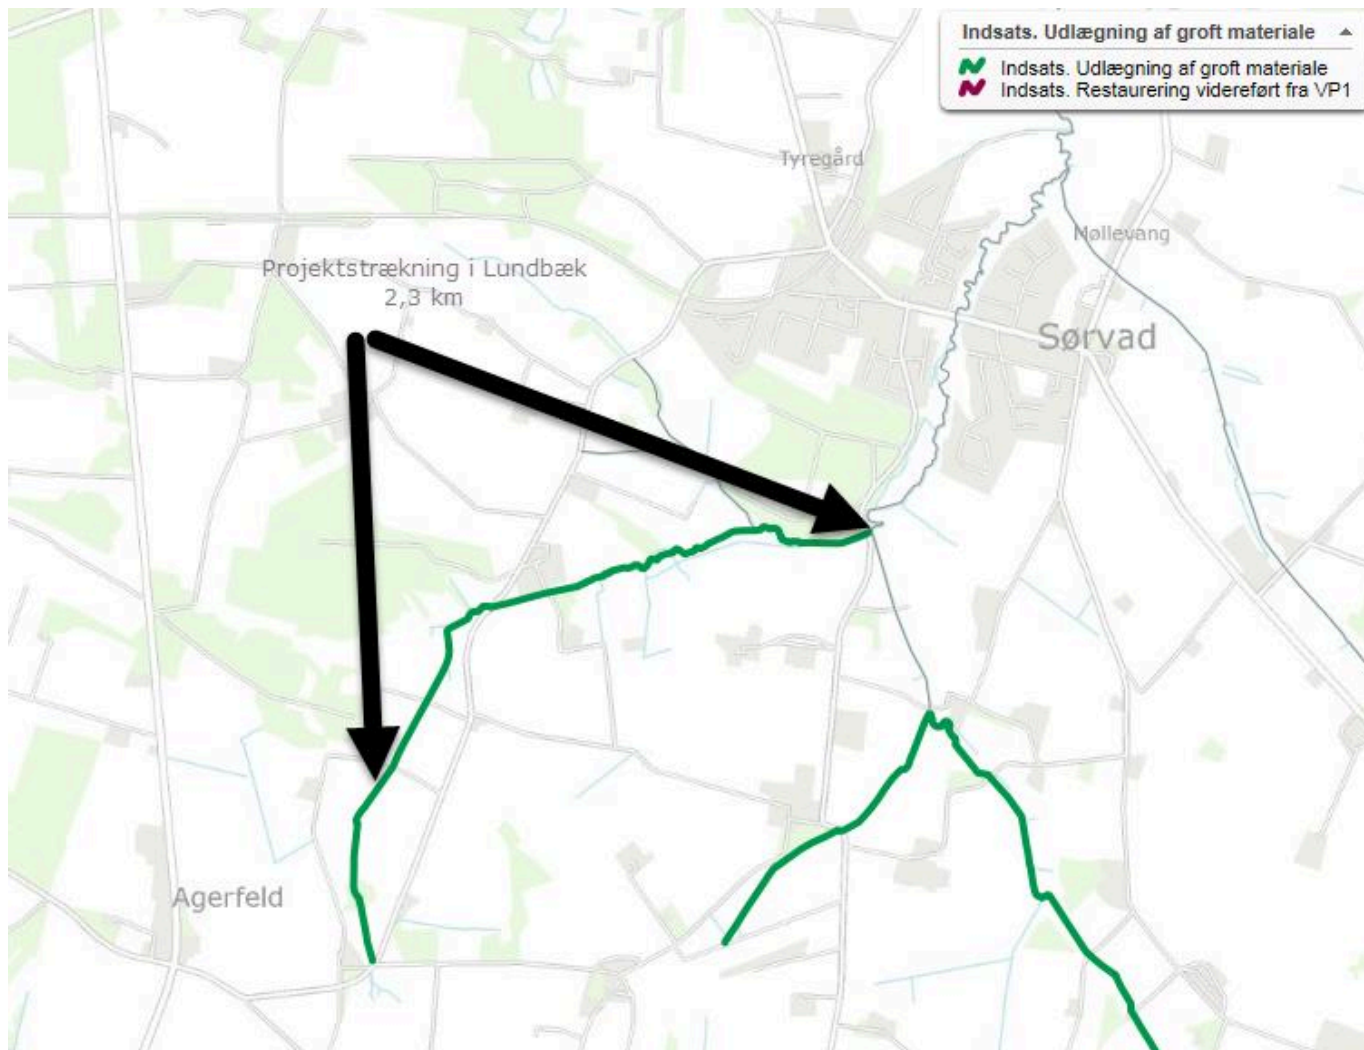 Indsats. Udlægning af groft materiale
Indsats. Udlægning af groft materiale
Indsats. Restaurering videreført fra VP1
Tyregård
Møllevang
Projektstrækning i Lundbæk
2,3 km
Sørvad
Agerfeld